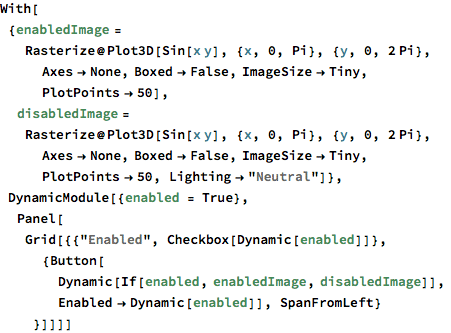 With[
{enabledImage =
Rasterize@Plot3D[Sin[x y], {x, 0, Pi}, {y, 0, 2 Pi},
Axes → None, Boxed → False, ImageSize → Tiny,
PlotPoints → 50],
disabledImage =
Rasterize@Plot3D[Sin[x y], {x, 0, Pi}, {y, 0, 2 Pi},
Axes → None, Boxed → False, ImageSize → Tiny,
PlotPoints → 50, Lighting → "Neutral"]},
DynamicModule[{enabled = True},
Panel[
Grid[{{"Enabled", Checkbox[Dynamic[enabled]]},
{Button[
Dynamic[If[enabled, enabledImage, disabledImage]],
Enabled → Dynamic[enabled]], SpanFromLeft}
}]]]]